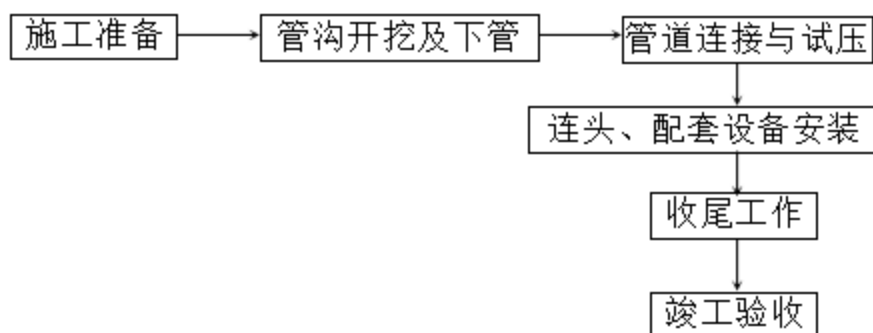 施工准备
管沟开挖及下管
管道连接与试压
连头、配套设备安装
收尾工作
竣工验收